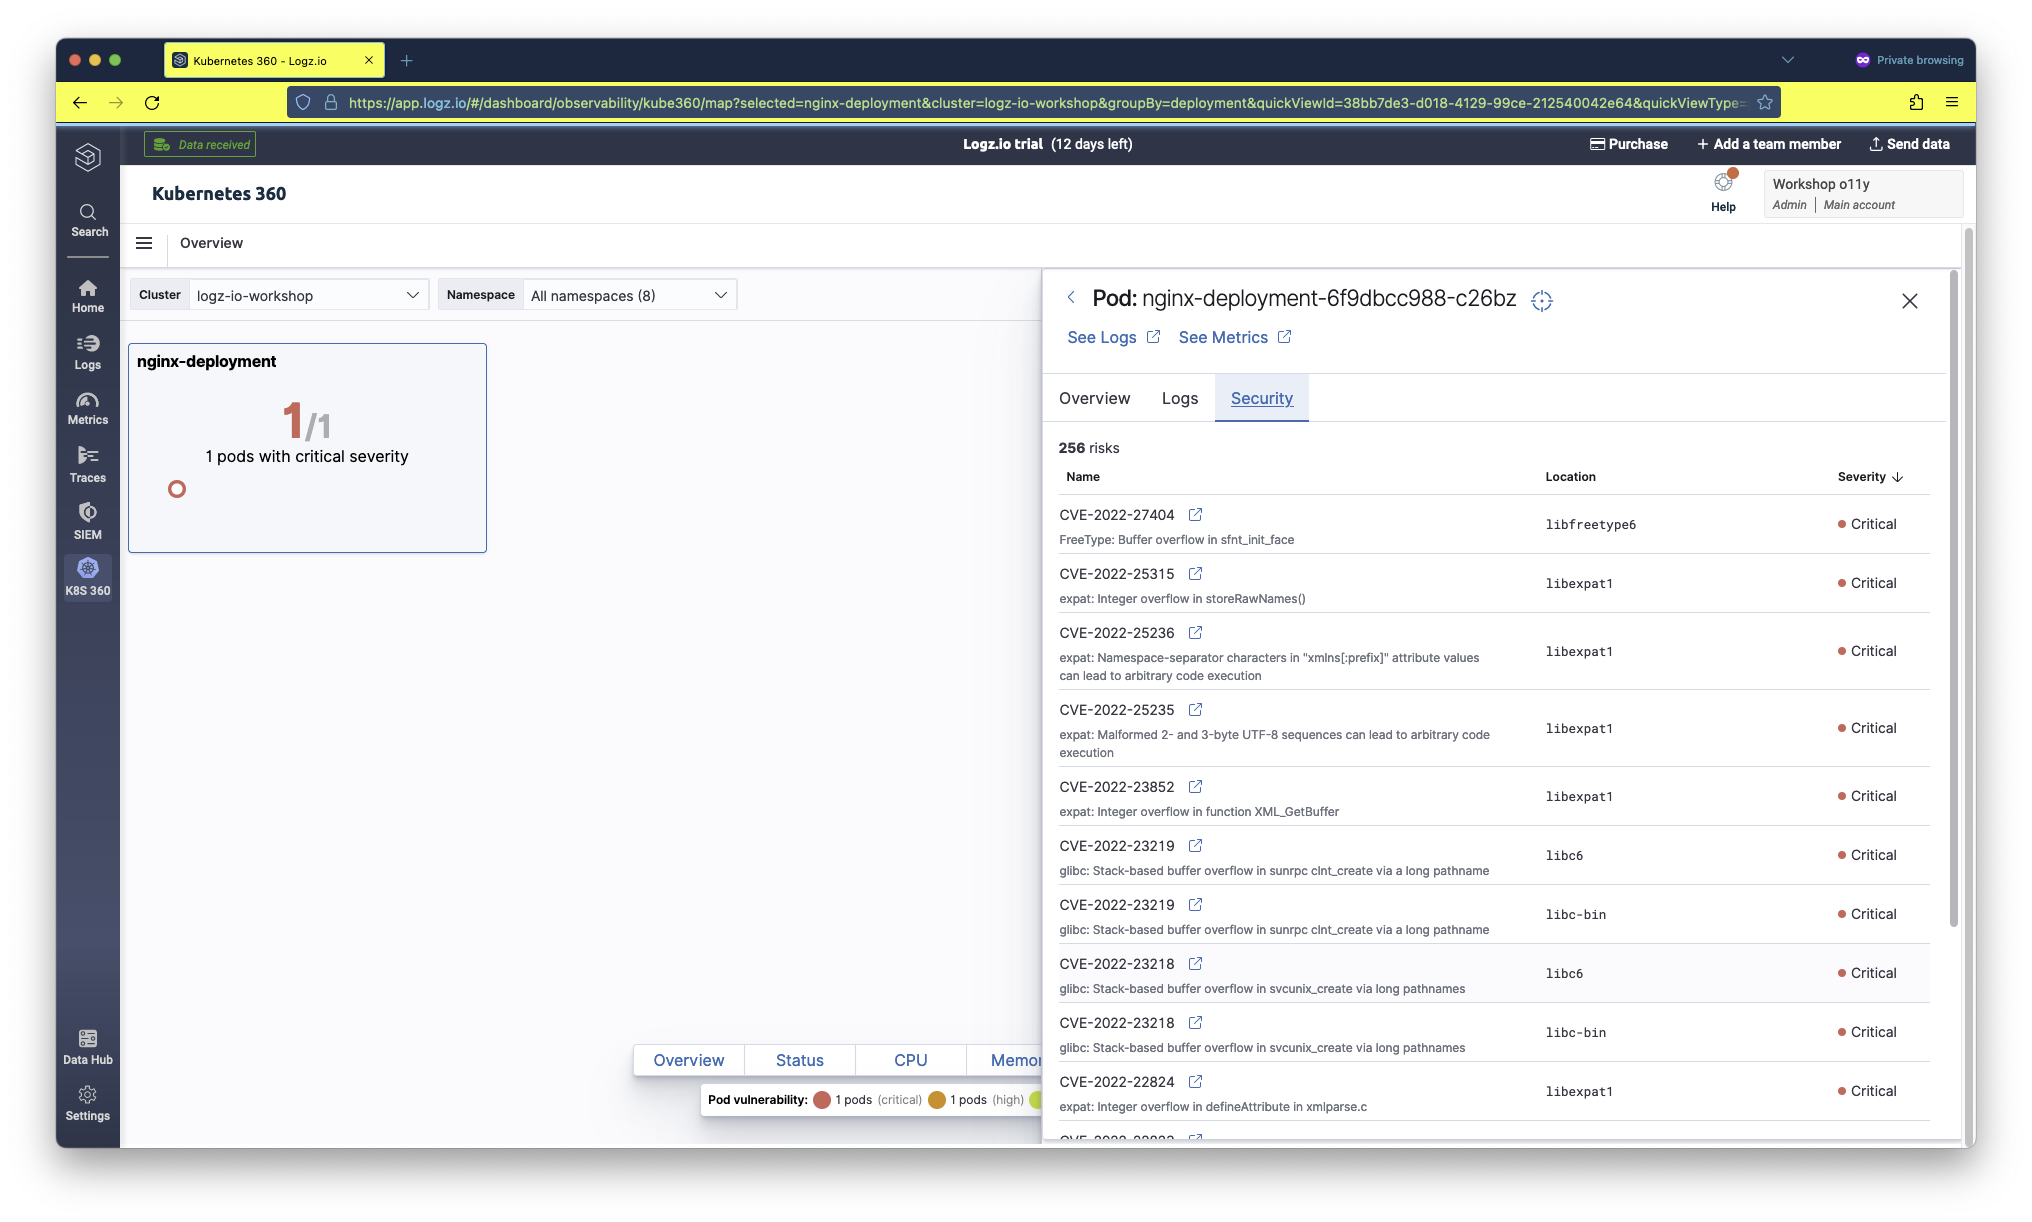 Kubernetes 360 - Logz.io
Private browsing
https://app.logz.io/#/dashboard/observability/kube360/map?selected=nginx-deployment&cluster=logz-io-workshop&groupBy=deployment&quickViewId=38bb7de3-d018-4129-99ce-212540042e64&quickViewType=
Data received
Logz.io trial (12 days left)
Purchase
+ Add a team member
Send data
Kubernetes 360
Help
Workshop o11y
Admin | Main account
Search
Home
Logs
Metrics
Traces
SIEM
K8S 360
Data Hub
Settings
Overview
Cluster logz-io-workshop
Namespace All namespaces (8)
nginx-deployment
1/1
1 pods with critical severity
Overview Status CPU Memor
Pod vulnerability: 1 pods (critical) 1 pods (high)
Pod: nginx-deployment-6f9dbcc988-c26bz
See Logs See Metrics
Overview Logs Security
256 risks
Name Location Severity
CVE-2022-27404
FreeType: Buffer overflow in sfnt_init_face
libfreetype6 Critical
CVE-2022-25315
expat: Integer overflow in storeRawNames()
libexpat1 Critical
CVE-2022-25236
expat: Namespace-separator characters in "xmlns[:prefix]" attribute values
can lead to arbitrary code execution
libexpat1 Critical
CVE-2022-25235
expat: Malformed 2- and 3-byte UTF-8 sequences can lead to arbitrary code
execution
libexpat1 Critical
CVE-2022-23852
expat: Integer overflow in function XML_GetBuffer
libexpat1 Critical
CVE-2022-23219
glibc: Stack-based buffer overflow in sunrpc clnt_create via a long pathname
libc6 Critical
CVE-2022-23219
glibc: Stack-based buffer overflow in sunrpc clnt_create via a long pathname
libc-bin Critical
CVE-2022-23218
glibc: Stack-based buffer overflow in svcunix_create via long pathnames
libc6 Critical
CVE-2022-23218
glibc: Stack-based buffer overflow in svcunix_create via long pathnames
libc-bin Critical
CVE-2022-22824
expat: Integer overflow in defineAttribute in xmlparse.c
libexpat1 Critical